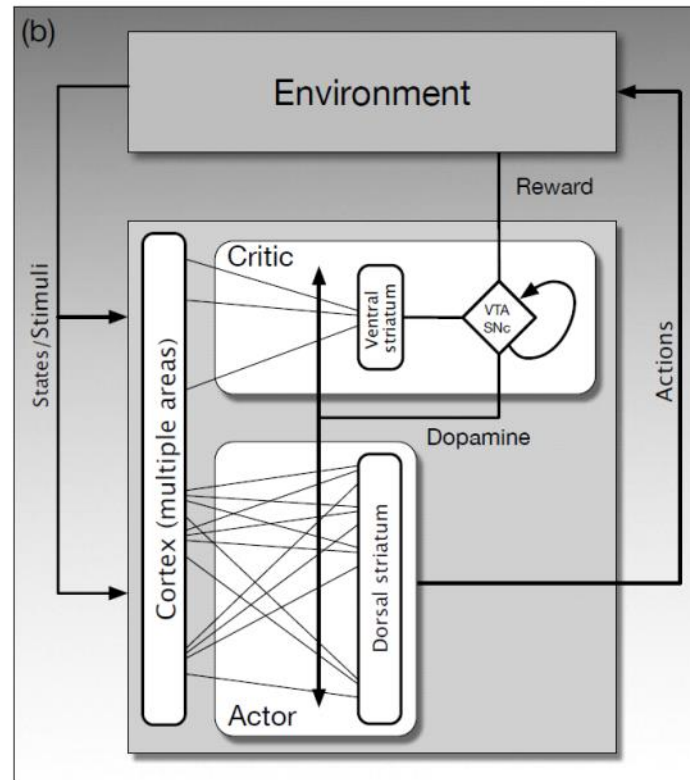 (b)
Environment
Reward
States/Stimuli
Cortex (multiple areas)
Critic
Ventral
striatum
VTA
SNc
Dopamine
Actions
Dorsal striatum
Actor